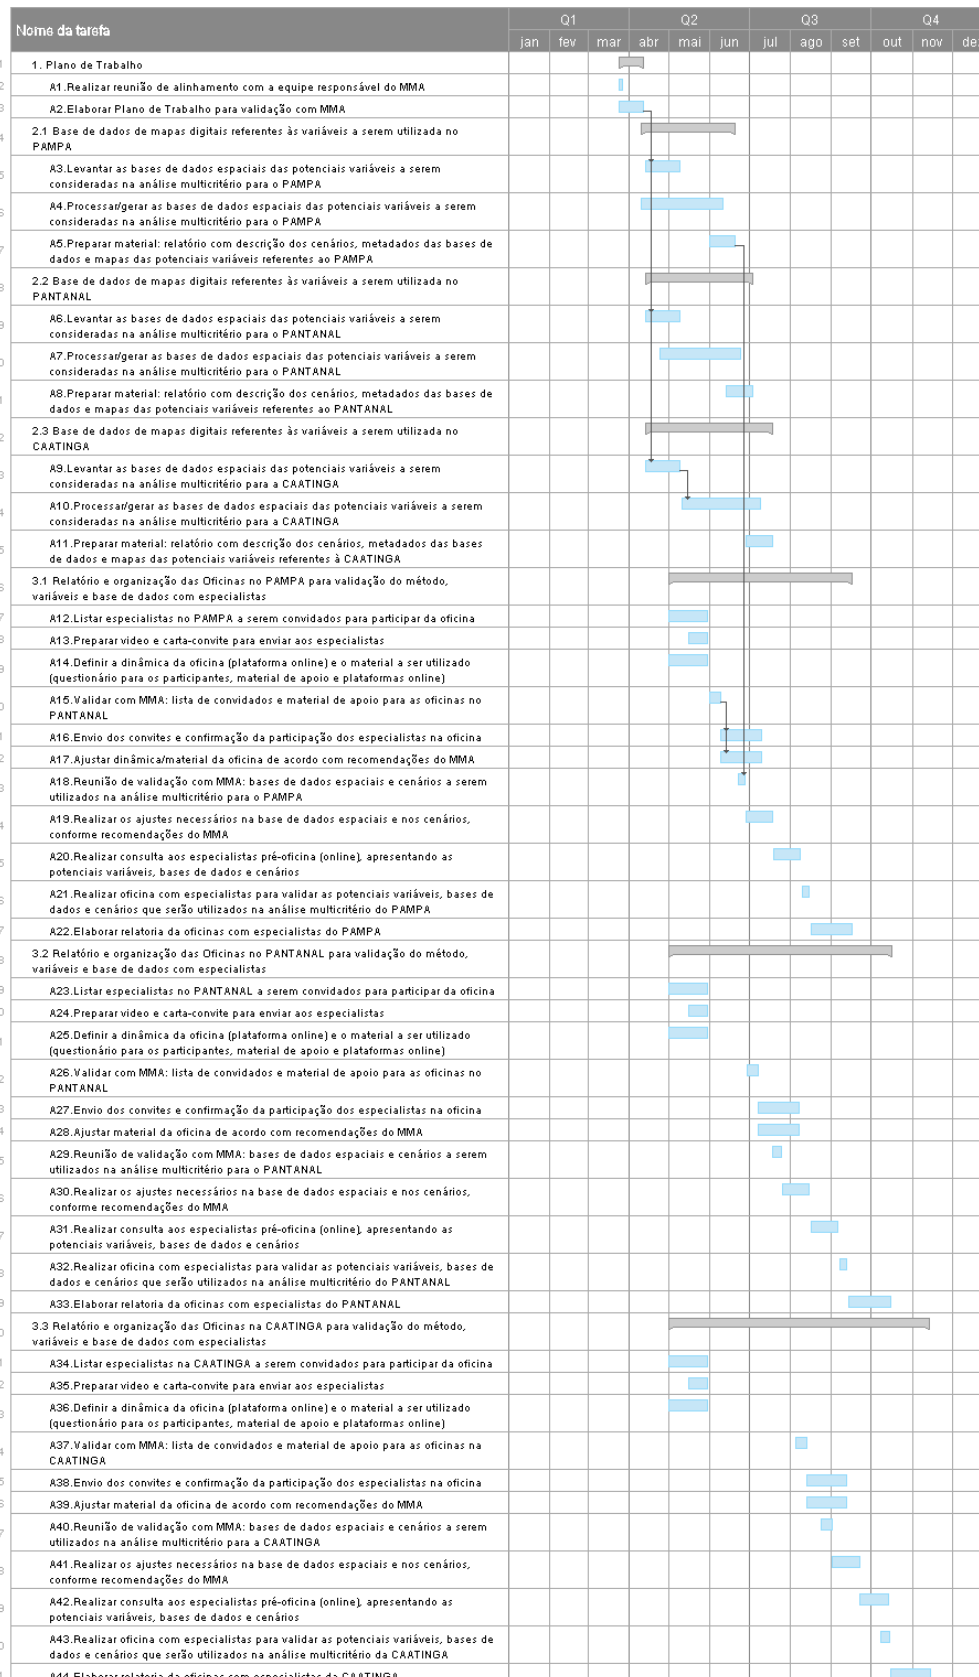 Nome da tarefa
Q1 Q2 Q3 Q4
jan fev mar abr mai jun jul ago set out nov de
1. Plano de Trabalho
A1.Realizar reunião de alinhamento com a equipe responsável do MMA
A2.Elaborar Plano de Trabalho para validação com MMA
2.1 Base de dados de mapas digitais referentes às variáveis a serem utilizada no
PAMPA
A3.Levantar as bases de dados espaciais das potenciais variáveis a serem
consideradas na análise multicritério para o PAMPA
A4.Processar/gerar as bases de dados espaciais das potenciais variáveis a serem
consideradas na análise multicritério para o PAMPA
A5.Preparar material: relatório com descrição dos cenários, metadados das bases de
dados e mapas das potenciais variáveis referentes ao PAMPA
2.2 Base de dados de mapas digitais referentes às variáveis a serem utilizada no
PANTANAL
A6.Levantar as bases de dados espaciais das potenciais variáveis a serem
consideradas na análise multicritério para o PANTANAL
A7.Processar/gerar as bases de dados espaciais das potenciais variáveis a serem
consideradas na análise multicritério para o PANTANAL
A8.Preparar material: relatório com descrição dos cenários, metadados das bases de
dados e mapas das potenciais variáveis referentes ao PANTANAL
2.3 Base de dados de mapas digitais referentes às variáveis a serem utilizada no
CAATINGA
A9.Levantar as bases de dados espaciais das potenciais variáveis a serem
consideradas na análise multicritério para a CAATINGA
A10.Processar/gerar as bases de dados espaciais das potenciais variáveis a serem
consideradas na análise multicritério para a CAATINGA
A11.Preparar material: relatório com descrição dos cenários, metadados das bases
de dados e mapas das potenciais variáveis referentes à CAATINGA
3.1 Relatório e organização das Oficinas no PAMPA para validação do método,
variáveis e base de dados com especialistas
A12.Listar especialistas no PAMPA a serem convidados para participar da oficina
A13.Preparar video e carta-convite para enviar aos especialistas
A14.Definir a dinâmica da oficina (plataforma online) e o material a ser utilizado
(questionário para os participantes, material de apoio e plataformas online)
A15.Validar com MMA: lista de convidados e material de apoio para as oficinas no
PANTANAL
A16.Envio dos convites e confirmação da participação dos especialistas na oficina
A17.Ajustar dinâmica/material da oficina de acordo com recomendações do MMA
A18.Reunião de validação com MMA: bases de dados espaciais e cenários a serem
utilizados na análise multicritério para o PAMPA
A19.Realizar os ajustes necessários na base de dados espaciais e nos cenários,
conforme recomendações do MMA
A20.Realizar consulta aos especialistas pré-oficina (online), apresentando as
potenciais variáveis, bases de dados e cenários
A21.Realizar oficina com especialistas para validar as potenciais variáveis, bases de
dados e cenários que serão utilizados na análise multicritério do PAMPA
A22.Elaborar relatoria da oficinas com especialistas do PAMPA
3.2 Relatório e organização das Oficinas no PANTANAL para validação do método,
variáveis e base de dados com especialistas
A23.Listar especialistas no PANTANAL a serem convidados para participar da oficina
A24.Preparar video e carta-convite para enviar aos especialistas
A25.Definir a dinâmica da oficina (plataforma online) e o material a ser utilizado
(questionário para os participantes, material de apoio e plataformas online)
A26.Validar com MMA: lista de convidados e material de apoio para as oficinas no
PANTANAL
A27.Envio dos convites e confirmação da participação dos especialistas na oficina
A28.Ajustar material da oficina de acordo com recomendações do MMA
A29.Reunião de validação com MMA: bases de dados espaciais e cenários a serem
utilizados na análise multicritério para o PANTANAL
A30.Realizar os ajustes necessários na base de dados espaciais e nos cenários,
conforme recomendações do MMA
A31.Realizar consulta aos especialistas pré-oficina (online), apresentando as
potenciais variáveis, bases de dados e cenários
A32.Realizar oficina com especialistas para validar as potenciais variáveis, bases de
dados e cenários que serão utilizados na análise multicritério do PANTANAL
A33.Elaborar relatoria da oficinas com especialistas do PANTANAL
3.3 Relatório e organização das Oficinas na CAATINGA para validação do método,
variáveis e base de dados com especialistas
A34.Listar especialistas na CAATINGA a serem convidados para participar da oficina
A35.Preparar video e carta-convite para enviar aos especialistas
A36.Definir a dinâmica da oficina (plataforma online) e o material a ser utilizado
(questionário para os participantes, material de apoio e plataformas online)
A37.Validar com MMA: lista de convidados e material de apoio para as oficinas na
CAATINGA
A38.Envio dos convites e confirmação da participação dos especialistas na oficina
A39.Ajustar material da oficina de acordo com recomendações do MMA
A40.Reunião de validação com MMA: bases de dados espaciais e cenários a serem
utilizados na análise multicritério para a CAATINGA
A41.Realizar os ajustes necessários na base de dados espaciais e nos cenários,
conforme recomendações do MMA
A42.Realizar consulta aos especialistas pré-oficina (online), apresentando as
potenciais variáveis, bases de dados e cenários
A43.Realizar oficina com especialistas para validar as potenciais variáveis, bases de
dados e cenários que serão utilizados na análise multicritério da CAATINGA
A44.Elaborar relatoria da oficinas com especialistas da CAATINGA